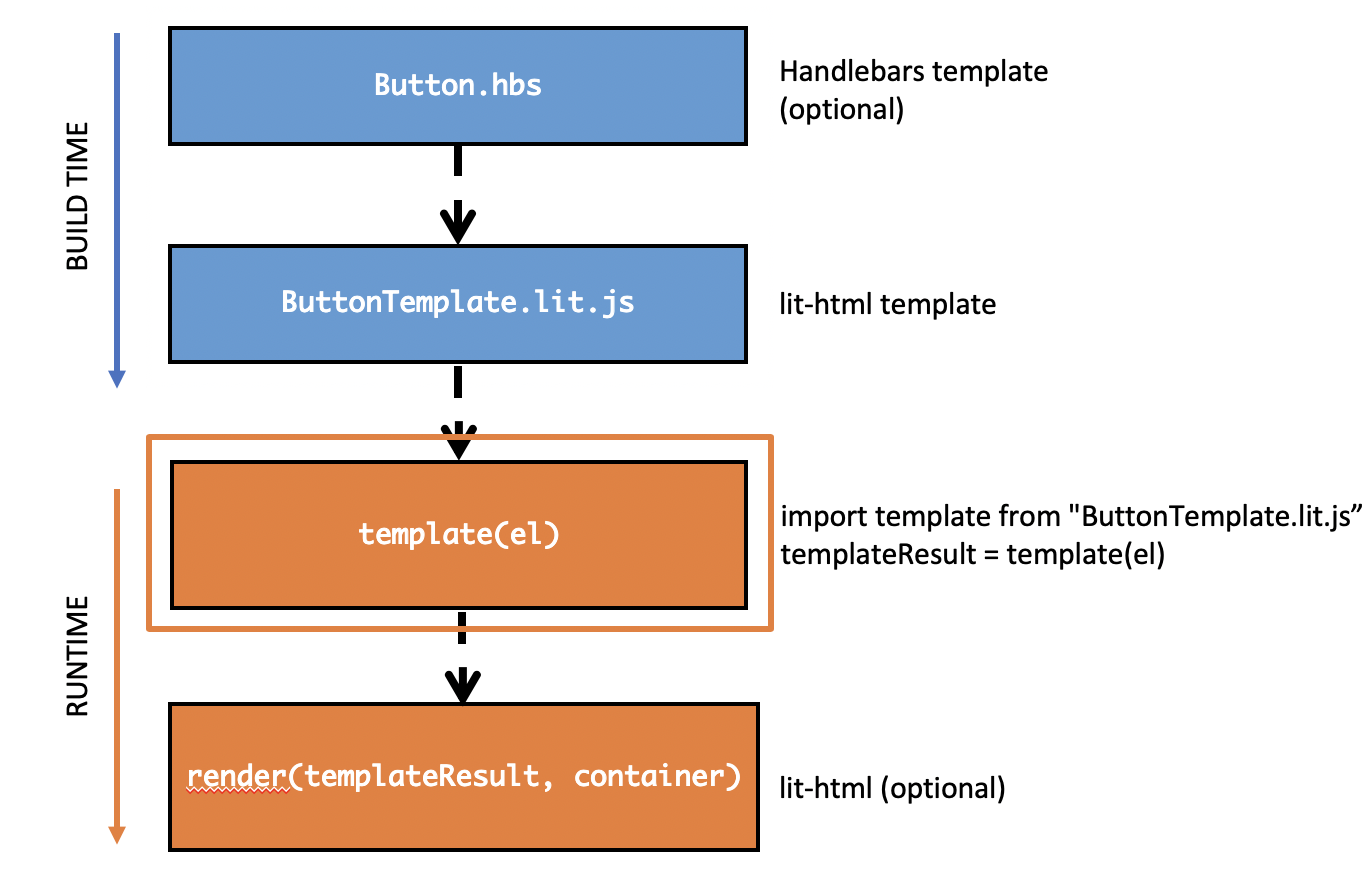 BUILD TIME
Button.hbs
Handlebars template
(optional)
ButtonTemplate.lit.js
lit-html template
RUNTIME
template(el)
import template from "ButtonTemplate.lit.js”
templateResult = template(el)
render(templateResult, container)
lit-html (optional)